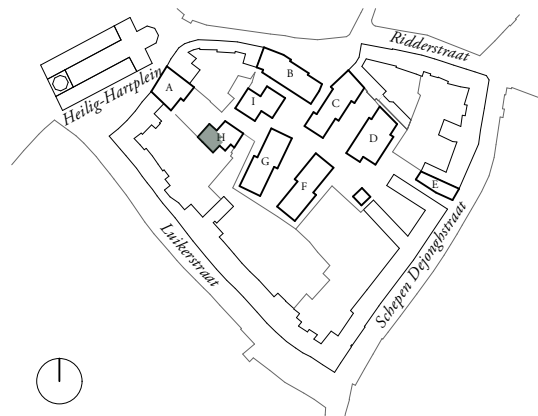 Ridderstraat
Heilig-Hartplein
A
B
C
I
D
H
G
E
F
Luikerstraat
Schepen Dejonghstraat